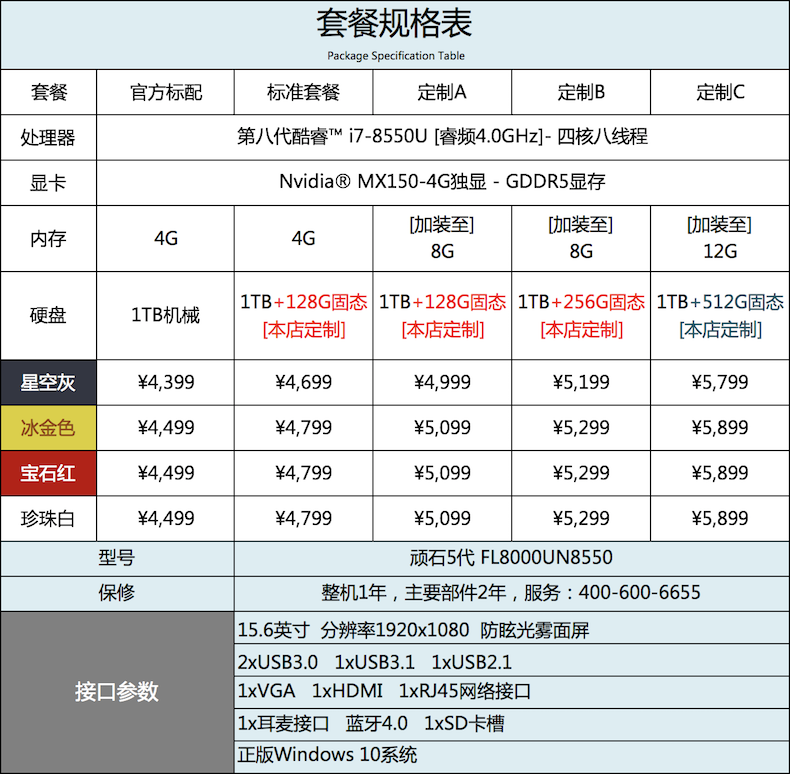 套餐规格表
Package Specification Table
套餐 官方标配 标准套餐 定制A 定制B 定制C
处理器 第八代酷睿™ i7-8550U [睿频4.0GHz]- 四核八线程
显卡 Nvidia® MX150-4G独显 - GDDR5显存
内存 4G 4G [加装至] 8G [加装至] 8G [加装至] 12G
硬盘 1TB机械 1TB+128G固态 [本店定制] 1TB+128G固态 [本店定制] 1TB+256G固态 [本店定制] 1TB+512G固态 [本店定制]
星空灰 ¥4,399 ¥4,699 ¥4,999 ¥5,199 ¥5,799
冰金色 ¥4,499 ¥4,799 ¥5,099 ¥5,299 ¥5,899
宝石红 ¥4,499 ¥4,799 ¥5,099 ¥5,299 ¥5,899
珍珠白 ¥4,499 ¥4,799 ¥5,099 ¥5,299 ¥5,899
型号 顽石5代 FL8000UN8550
保修 整机1年，主要部件2年，服务：400-600-6655
接口参数
15.6英寸 分辨率1920x1080 防眩光雾面屏
2xUSB3.0 1xUSB3.1 1xUSB2.1
1xVGA 1xHDMI 1xRJ45网络接口
1x耳麦接口 蓝牙4.0 1xSD卡槽
正版Windows 10系统